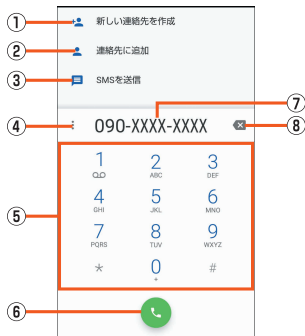 ① 新しい連絡先を作成
② 連絡先に追加
③ SMSを送信
⑦
④ 090-XXXX-XXXX ⑧
1 2 ABC 3 DEF
⑤ 4 GHI 5 JKL 6 MNO
7 PQRS 8 TUV 9 WXYZ
* 0 + #
⑥